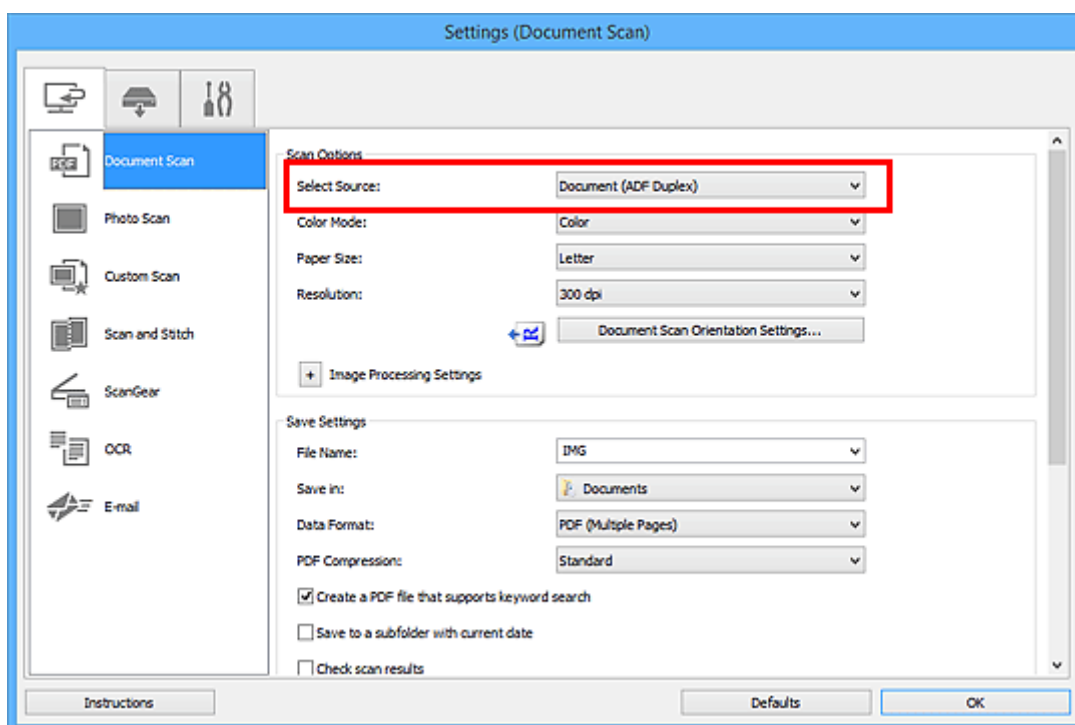 Settings (Document Scan)
PDF
Document Scan
Photo Scan
Custom Scan
Scan and Stitch
ScanGear
OCR
E-mail
Scan Options
Select Source: Document (ADF Duplex)
Color Mode: Color
Paper Size: Letter
Resolution: 300 dpi
R
Document Scan Orientation Settings...
+ Image Processing Settings
Save Settings
File Name: IMG
Save in: Documents
Data Format: PDF (Multiple Pages)
PDF Compression: Standard
Create a PDF file that supports keyword search
Save to a subfolder with current date
Check scan results
Instructions Defaults OK